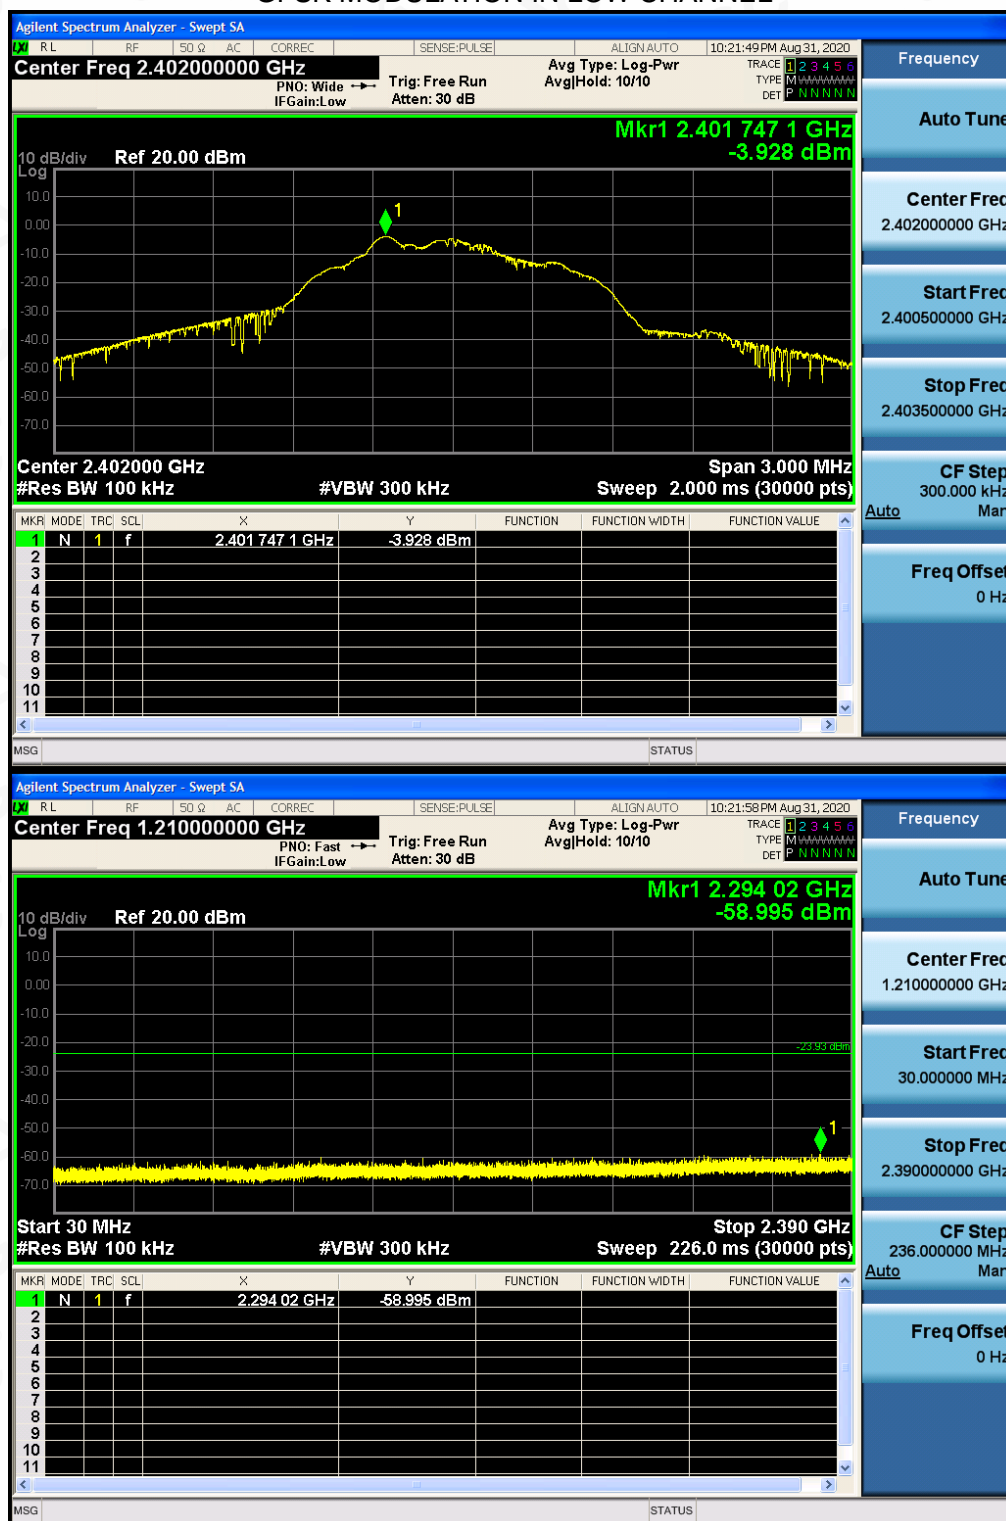 GFSK MODULATION IN LOW CHANNEL
Agilent Spectrum Analyzer - Swept SA
LXI RL RF 50 Ω AC CORREC SENSE:PULSE ALIGN AUTO 10:21:49 PM Aug 31, 2020
Center Freq 2.402000000 GHz
PNO: Wide
IFGain:Low
Trig: Free Run
Atten: 30 dB
Avg Type: Log-Pwr
Avg|Hold: 10/10
TRACE 1 2 3 4 5 6
TYPE M
DET P N N N N N
Mkr1 2.401 747 1 GHz
-3.928 dBm
10 dB/div Ref 20.00 dBm
Log
10.0
0.00
-10.0
-20.0
-30.0
-40.0
-50.0
-60.0
-70.0
1
Center 2.402000 GHz Span 3.000 MHz
#Res BW 100 kHz #VBW 300 kHz Sweep 2.000 ms (30000 pts)
MKR MODE TRC SCL X Y FUNCTION FUNCTION WIDTH FUNCTION VALUE
1 N 1 f 2.401 747 1 GHz -3.928 dBm
2
3
4
5
6
7
8
9
10
11
MSG STATUS
Frequency
Auto Tune
Center Freq
2.402000000 GHz
Start Freq
2.400500000 GHz
Stop Freq
2.403500000 GHz
CF Step
300.000 kHz
Auto Man
Freq Offset
0 Hz
Agilent Spectrum Analyzer - Swept SA
LXI RL RF 50 Ω AC CORREC SENSE:PULSE ALIGN AUTO 10:21:58 PM Aug 31, 2020
Center Freq 1.210000000 GHz
PNO: Fast
IFGain:Low
Trig: Free Run
Atten: 30 dB
Avg Type: Log-Pwr
Avg|Hold: 10/10
TRACE 1 2 3 4 5 6
TYPE M
DET P N N N N N
Mkr1 2.294 02 GHz
-58.995 dBm
10 dB/div Ref 20.00 dBm
Log
10.0
0.00
-10.0
-20.0
-30.0
-40.0
-50.0
-60.0
-70.0
-23.93 dBm
1
Start 30 MHz Stop 2.390 GHz
#Res BW 100 kHz #VBW 300 kHz Sweep 226.0 ms (30000 pts)
MKR MODE TRC SCL X Y FUNCTION FUNCTION WIDTH FUNCTION VALUE
1 N 1 f 2.294 02 GHz -58.995 dBm
2
3
4
5
6
7
8
9
10
11
MSG STATUS
Frequency
Auto Tune
Center Freq
1.210000000 GHz
Start Freq
30.000000 MHz
Stop Freq
2.390000000 GHz
CF Step
236.000000 MHz
Auto Man
Freq Offset
0 Hz